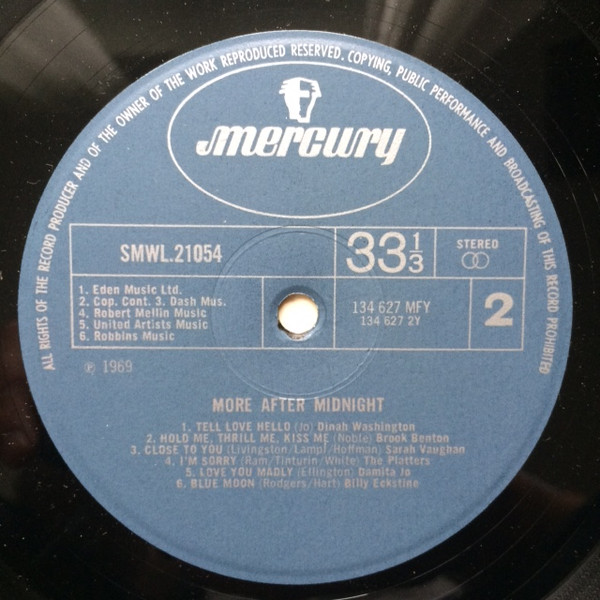 ALL RIGHTS OF THE RECORD PRODUCER AND OF THE OWNER OF THE WORK REPRODUCED RESERVED. COPYING, PUBLIC PERFORMANCE AND BROADCASTING OF THIS RECORD PROHIBITED
mercury
SMWL.21054
33 1/3
STEREO
1. Eden Music Ltd.
2. Cop. Cont. 3. Dash Mus.
4. Robert Mellin Music
5. United Artists Music
6. Robbins Music
134 627 MFY
134 627 2Y
2
℗ 1969
MORE AFTER MIDNIGHT
1. TELL LOVE HELLO (Jo) Dinah Washington
2. HOLD ME, THRILL ME, KISS ME (Noble) Brook Benton
3. CLOSE TO YOU (Livingston/Lampl/Hoffman) Sarah Vaughan
4. I'M SORRY (Ram/Tinturin/White) The Platters
5. LOVE YOU MADLY (Ellington) Damita Jo
6. BLUE MOON (Rodgers/Hart) Billy Eckstine